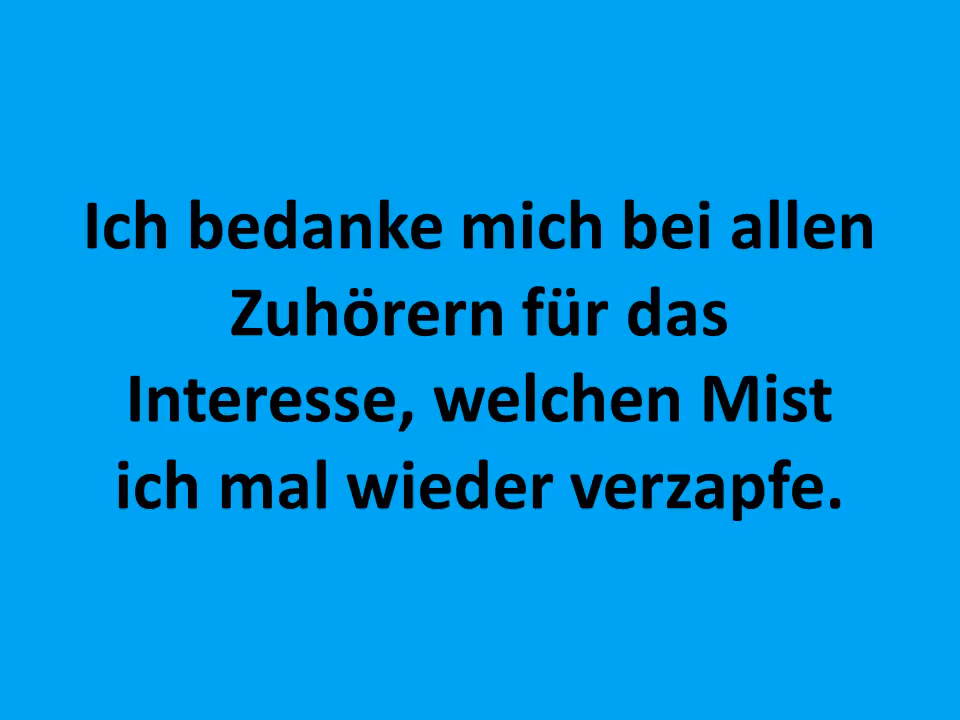 Ich bedanke mich bei allen
Zuhörern für das
Interesse, welchen Mist
ich mal wieder verzapfe.